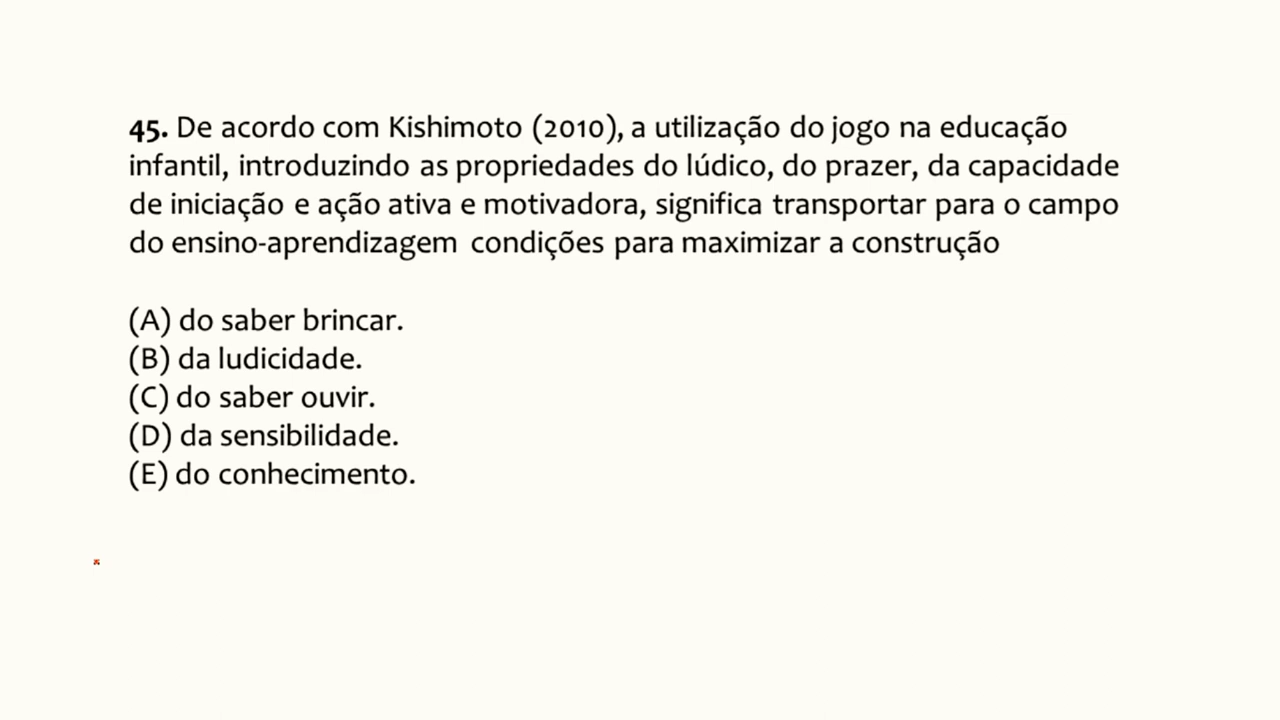 45. De acordo com Kishimoto (2010), a utilização do jogo na educação
infantil, introduzindo as propriedades do lúdico, do prazer, da capacidade
de iniciação e ação ativa e motivadora, significa transportar para o campo
do ensino-aprendizagem condições para maximizar a construção
(A) do saber brincar.
(B) da ludicidade.
(C) do saber ouvir.
(D) da sensibilidade.
(E) do conhecimento.